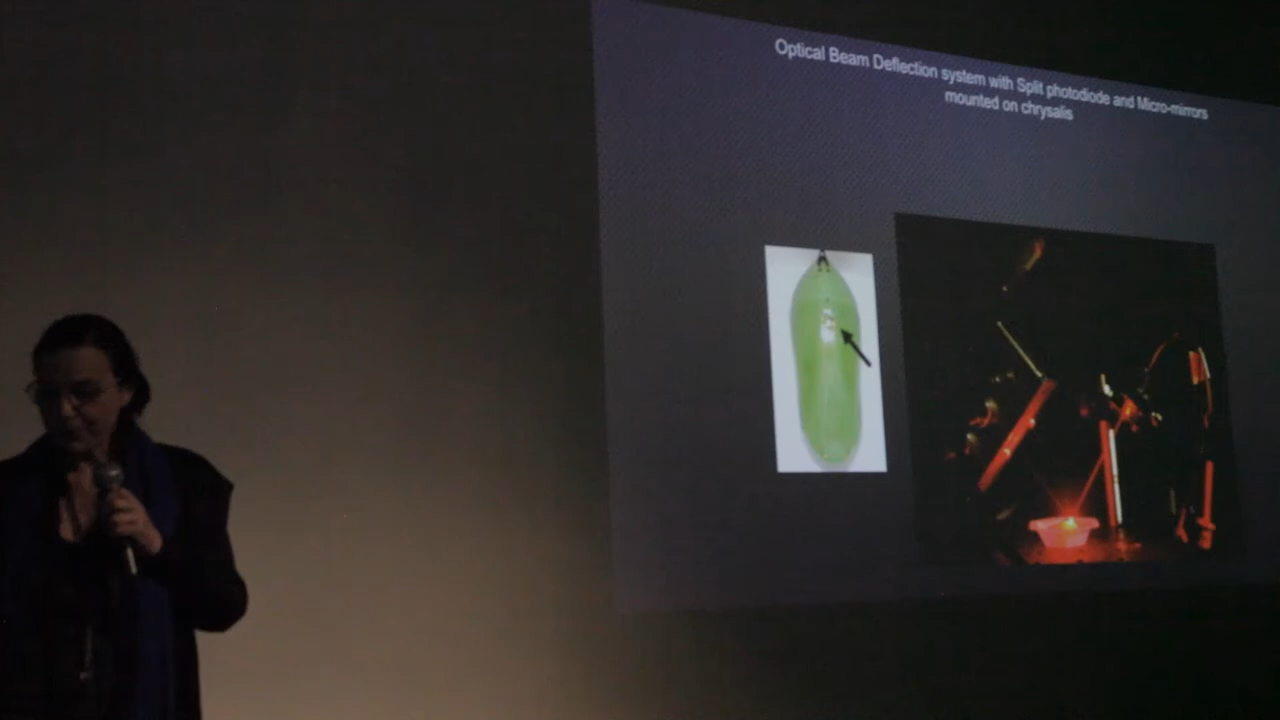 Optical Beam Deflection system with Split photodiode and Micro-mirrors
mounted on chrysalis